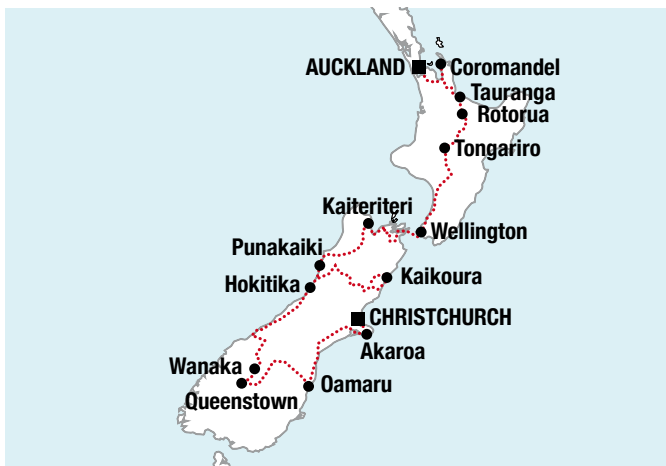 AUCKLAND
Coromandel
Tauranga
Rotorua
Tongariro
Kaiteriteri
Wellington
Punakaiki
Kaikoura
Hokitika
CHRISTCHURCH
Akaroa
Wanaka
Oamaru
Queenstown